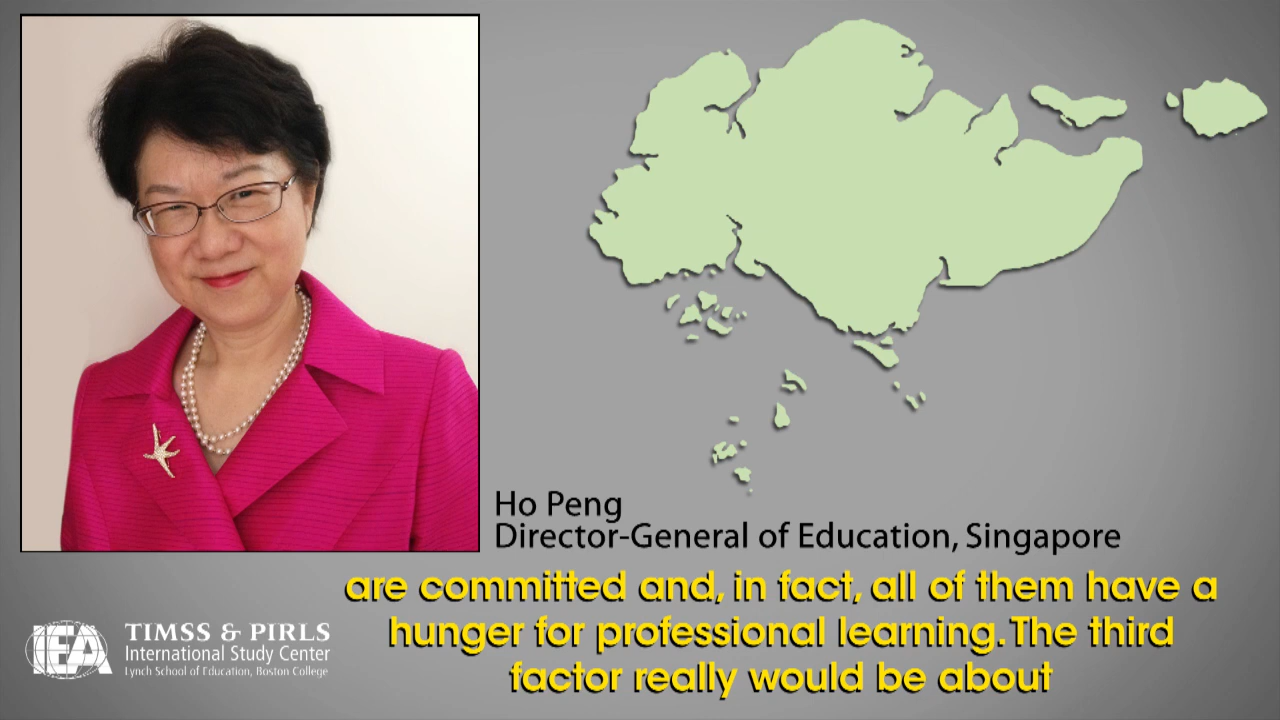 Ho Peng
Director-General of Education, Singapore
are committed and, in fact, all of them have a
hunger for professional learning. The third
factor really would be about
IEA
TIMSS & PIRLS
International Study Center
Lynch School of Education, Boston College